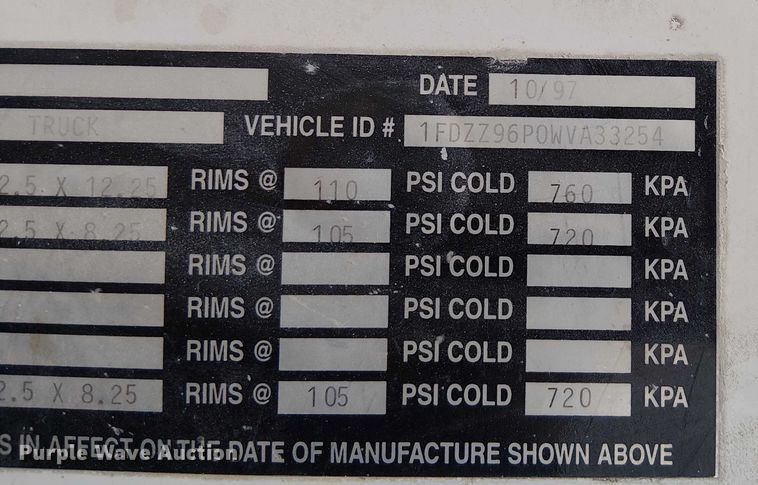 DATE 10/97
TRUCK VEHICLE ID # 1FDZZ96P0WVA33254
2.5 X 12.25 RIMS @ 110 PSI COLD 760 KPA
2.5 X 8.25 RIMS @ 105 PSI COLD 720 KPA
RIMS @ PSI COLD KPA
RIMS @ PSI COLD KPA
RIMS @ PSI COLD KPA
2.5 X 8.25 RIMS @ 105 PSI COLD 720 KPA
S IN AFFECT ON THE DATE OF MANUFACTURE SHOWN ABOVE
Purple Wave Auction